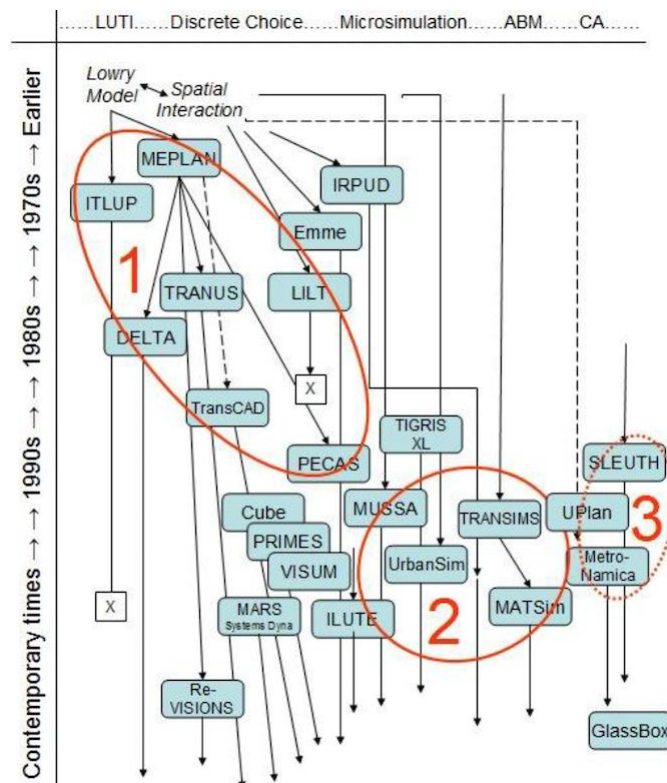 ......LUTI.......Discrete Choice..........Microsimulation.......ABM......CA......
Contemporary times → → 1990s → → 1980s → → → 1970s → → Earlier
Lowry
Model
Spatial
Interaction
MEPLAN
IRPUD
ITLUP
Emme
1
TRANUS
LILT
DELTA
X
TransCAD
TIGRIS
XL
PECAS
SLEUTH
MUSSA
Cube
TRANSIMS
UPlan
3
PRIMES
UrbanSim
Metro-
Namica
VISUM
2
MARS
Systems Dyna
ILUTE
MATSim
X
Re-
VISIONS
GlassBox